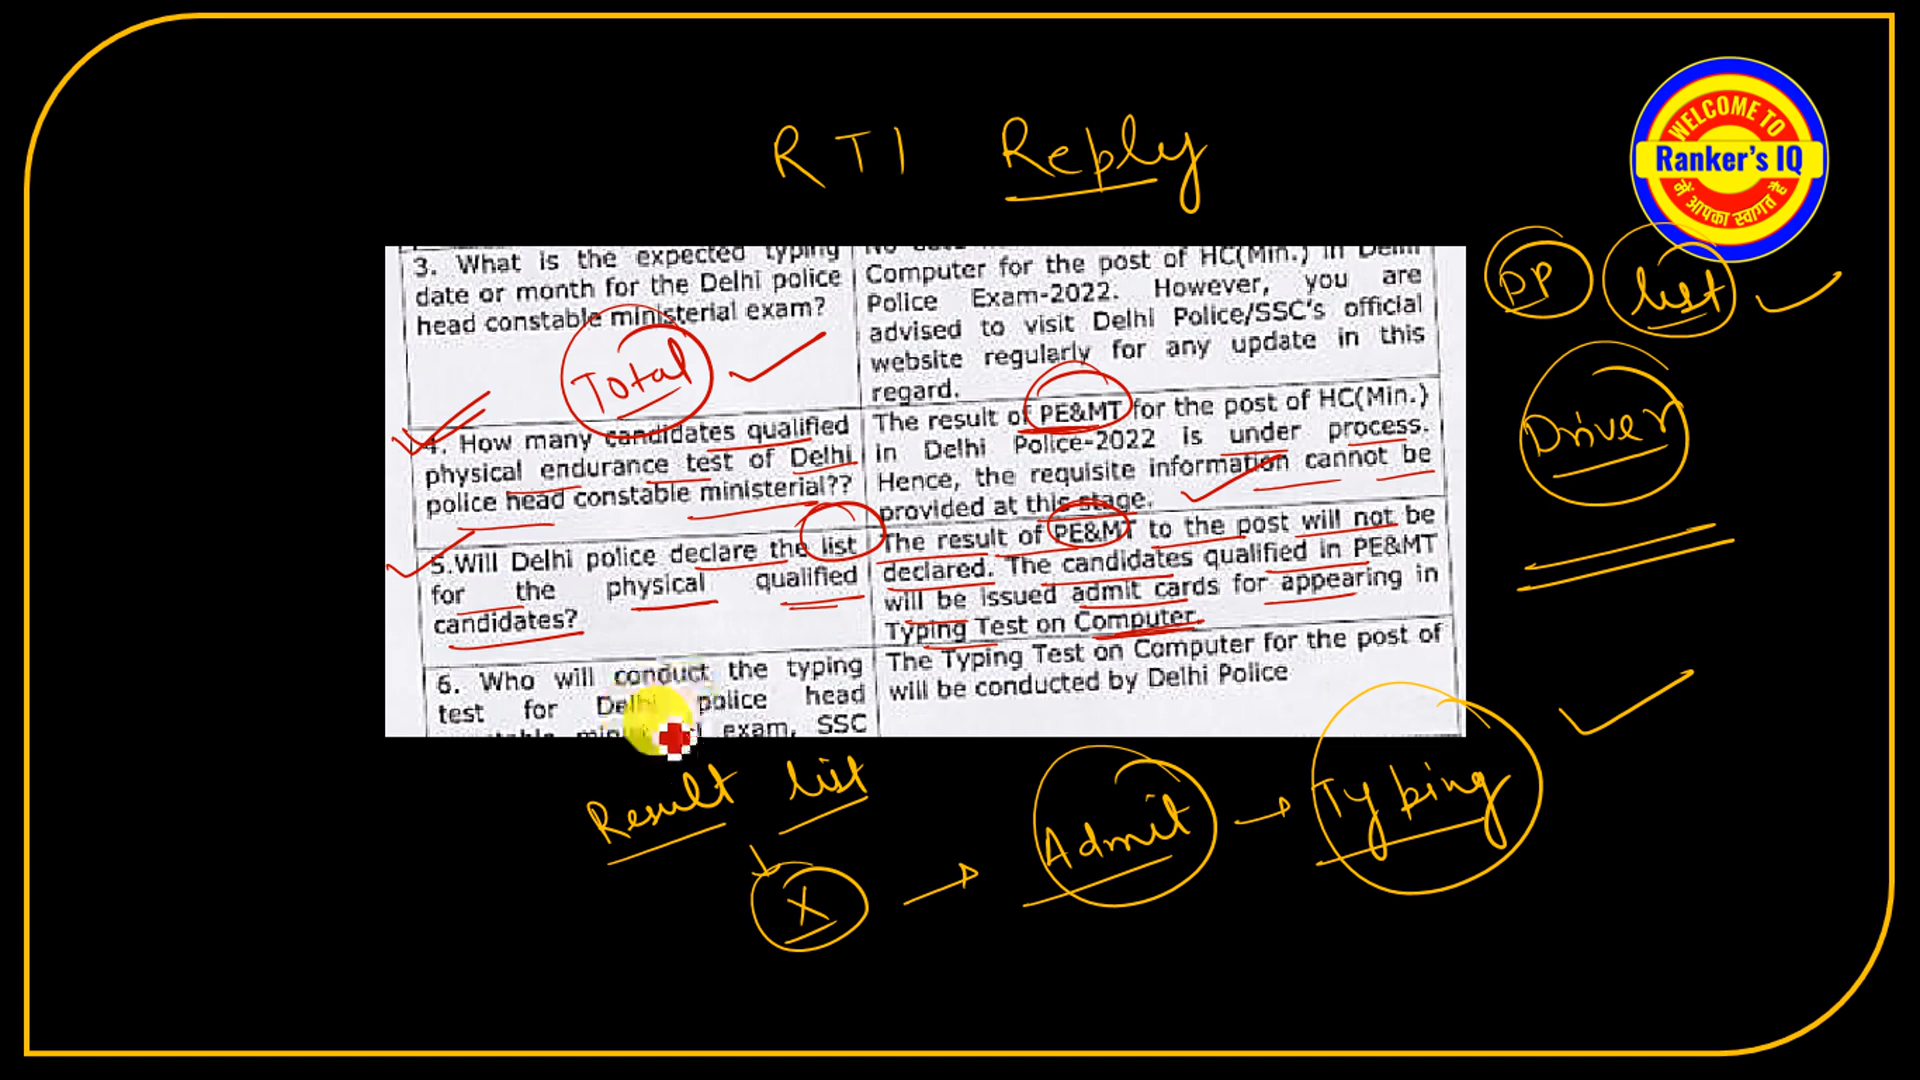 RTI Reply
WELCOME TO
Ranker's IQ
में आपका स्वागत है
3. What is the expected typing
date or month for the Delhi police
head constable ministerial exam?
Computer for the post of HC(Min.) in Delhi
Police Exam-2022. However, you are
advised to visit Delhi Police/SSC's official
website regularly for any update in this
regard.
Total
4. How many candidates qualified
physical endurance test of Delhi
police head constable ministerial??
The result of PE&MT for the post of HC(Min.)
in Delhi Police-2022 is under process.
Hence, the requisite information cannot be
provided at this stage.
5.Will Delhi police declare the list
for the physical qualified
candidates?
The result of PE&MT to the post will not be
declared. The candidates qualified in PE&MT
will be issued admit cards for appearing in
Typing Test on Computer.
6. Who will conduct the typing
test for Delhi police head
exam, SSC
The Typing Test on Computer for the post of
will be conducted by Delhi Police
DP list
Driver
Result list
X → Admit → Typing